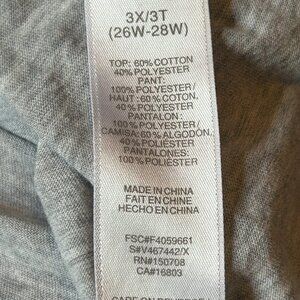 3X/3T
(26W-28W)
TOP: 60% COTTON
40% POLYESTER
PANT:
100% POLYESTER/
HAUT: 60% COTON,
40% POLYESTER
PANTALON:
100% POLYESTER/
CAMISA: 60% ALGODÓN,
40% POLIÉSTER
PANTALONES:
100% POLIÉSTER
MADE IN CHINA
FAIT EN CHINE
HECHO EN CHINA
FSC#F4059661
S#V467442/X
RN#150708
CA#16803